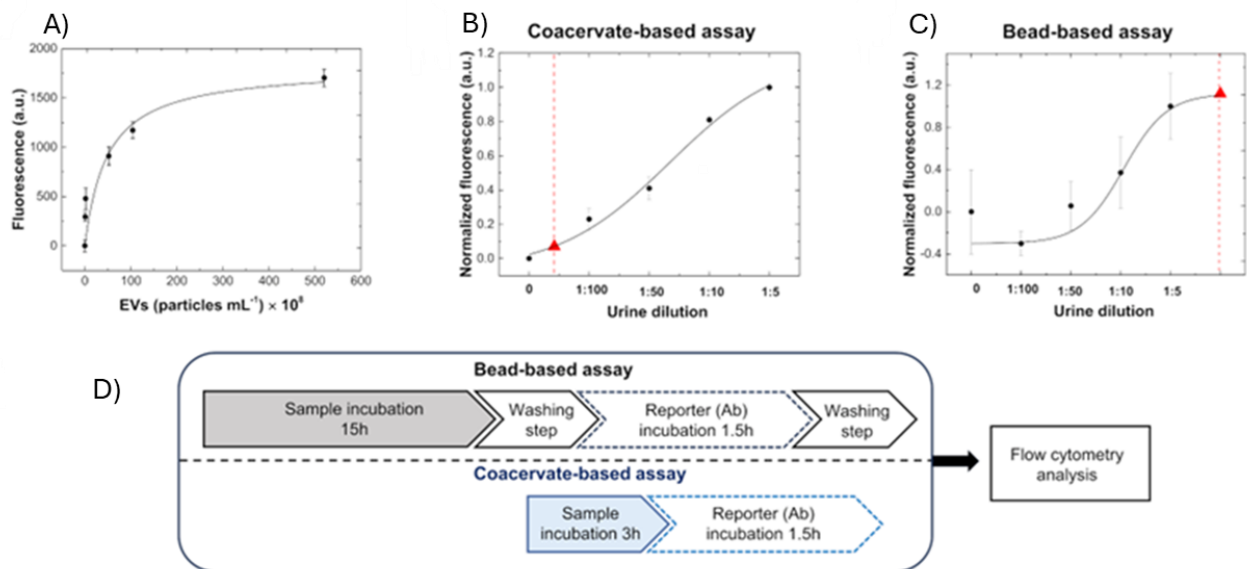 A)
2000
1500
1000
500
0
Fluorescence (a.u.)
0 100 200 300 400 500 600
EVs (particles mL⁻¹) × 10⁸
B)
Coacervate-based assay
1.2
1.0
0.8
0.6
0.4
0.2
0.0
Normalized fluorescence (a.u.)
0 1:100 1:50 1:10 1:5
Urine dilution
C)
Bead-based assay
1.2
0.8
0.4
0.0
-0.4
Normalized fluorescence (a.u.)
0 1:100 1:50 1:10 1:5
Urine dilution
D)
Bead-based assay
Sample incubation
15h
Washing
step
Reporter (Ab)
incubation 1.5h
Washing
step
Coacervate-based assay
Sample
incubation 3h
Reporter (Ab)
incubation 1.5h
Flow cytometry
analysis